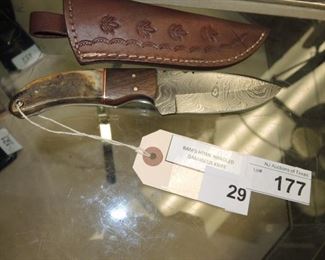 RAM'S HORN HANDLED
DAMASCUS KNIFE
NJ Auctions of Texas
Lot#
177
29